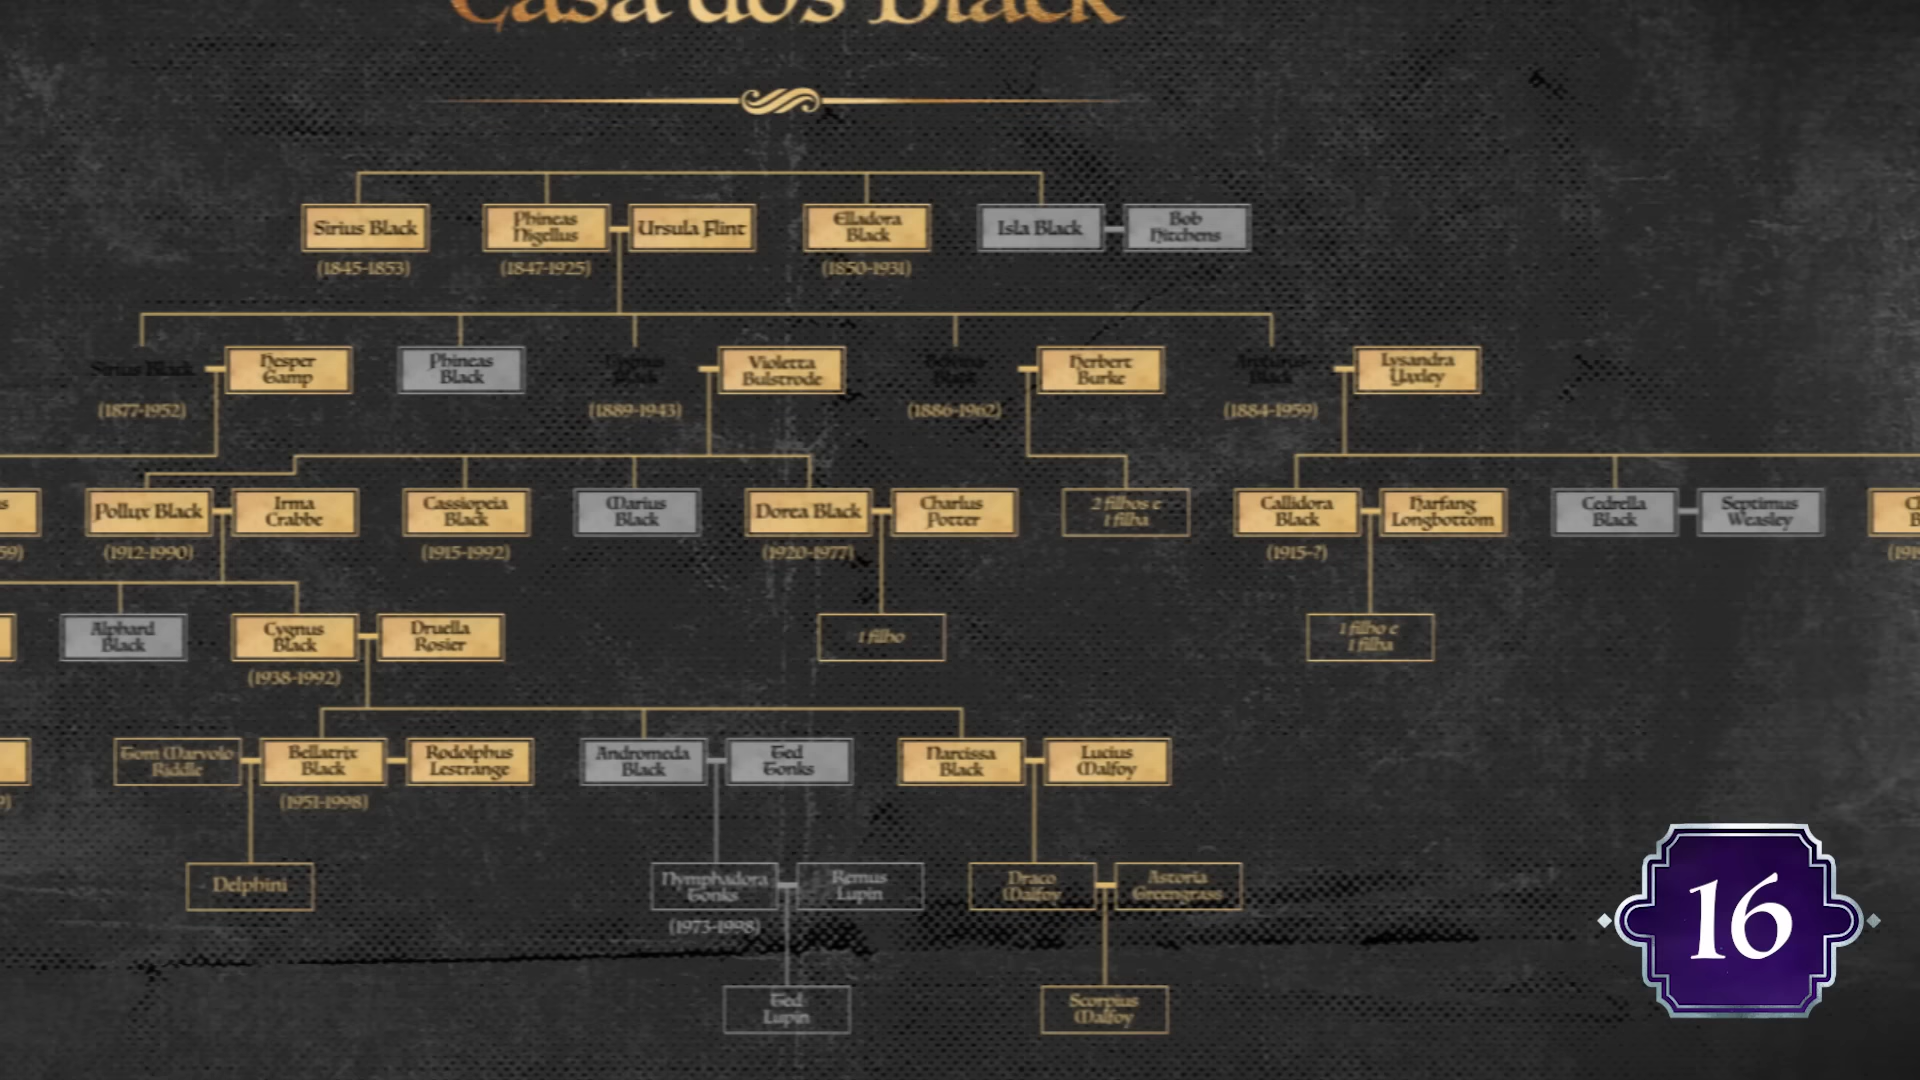 Casa dos Black
Sirius Black
Phineas
Nigellus
Ursula Flint
Elladora
Black
Isla Black
Bob
Hitchens
(1845-1853)
(1847-1925)
(1850-1931)
Sirius Black
Hesper
Gamp
Phineas
Black
Cygnus
Black
Violetta
Bulstrode
Black
Herbert
Burke
Arcturus
Black
Lysandra
Yaxley
(1877-1952)
(1889-1943)
(1886-1962)
(1884-1959)
Pollux Black
Irma
Crabbe
Cassiopeia
Black
Marius
Black
Dorea Black
Charlus
Potter
2 filhos e
1 filha
Callidora
Black
Harfang
Longbottom
Cedrella
Black
Septimus
Weasley
59)
(1912-1990)
(1915-1992)
(1920-1977)
(1915-?)
Alphard
Black
Cygnus
Black
Druella
Rosier
1 filho
1 filho e
1 filha
(1938-1992)
Tom Marvolo
Riddle
Bellatrix
Black
Rodolphus
Lestrange
Andromeda
Black
Ted
Tonks
Narcissa
Black
Lucius
Malfoy
(1951-1998)
Delphini
Nymphadora
Tonks
Remus
Lupin
Draco
Malfoy
Astoria
Greengrass
(1973-1998)
Ted
Lupin
Scorpius
Malfoy
16